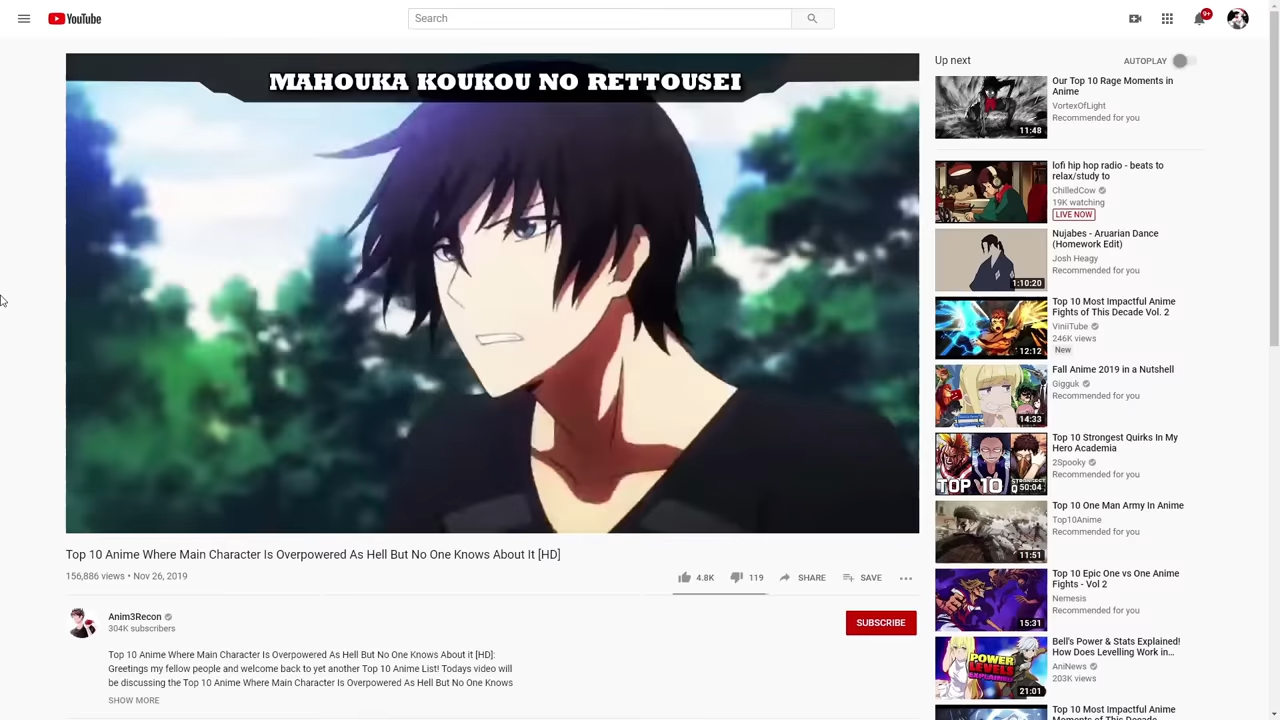 YouTube
Search
9+
MAHOUKA KOUKOU NO RETTOUSEI
Top 10 Anime Where Main Character Is Overpowered As Hell But No One Knows About It [HD]
156,886 views • Nov 26, 2019
4.8K
119
SHARE
SAVE
Anim3Recon
304K subscribers
SUBSCRIBE
Top 10 Anime Where Main Character Is Overpowered As Hell But No One Knows About it [HD]:
Greetings my fellow people and welcome back to yet another Top 10 Anime List! Todays video will
be discussing the Top 10 Anime Where Main Character Is Overpowered As Hell But No One Knows
SHOW MORE
Up next
AUTOPLAY
11:48
Our Top 10 Rage Moments in
Anime
VortexOfLight
Recommended for you
lofi hip hop radio - beats to
relax/study to
ChilledCow
19K watching
LIVE NOW
1:10:20
Nujabes - Aruarian Dance
(Homework Edit)
Josh Heagy
Recommended for you
12:12
Top 10 Most Impactful Anime
Fights of This Decade Vol. 2
ViniiTube
246K views
New
14:33
Fall Anime 2019 in a Nutshell
Gigguk
Recommended for you
TOP 10
50:04
Top 10 Strongest Quirks In My
Hero Academia
2Spooky
Recommended for you
11:51
Top 10 One Man Army In Anime
Top10Anime
Recommended for you
15:31
Top 10 Epic One vs One Anime
Fights - Vol 2
Nemesis
Recommended for you
POWER
LEVELS
EXPLAINED
21:01
Bell's Power & Stats Explained!
How Does Levelling Work in...
AniNews
203K views
Top 10 Most Impactful Anime
Moments of This Decade Vol.